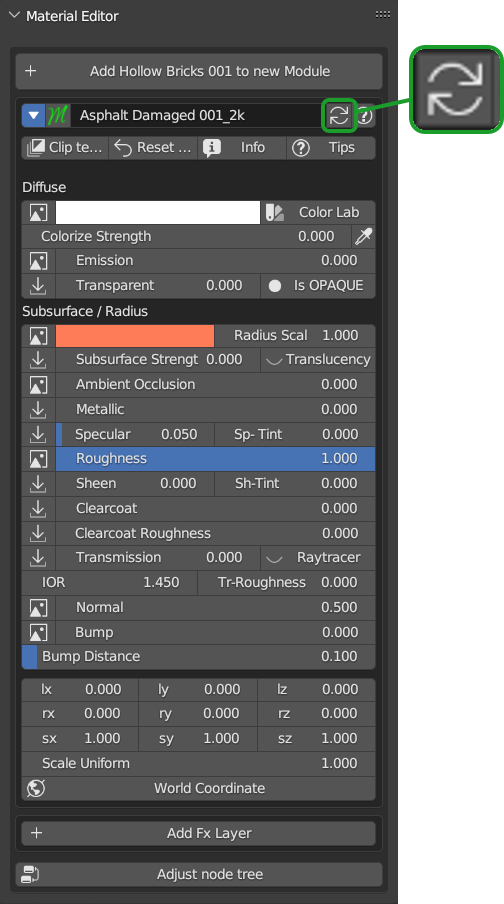 Material Editor
Add Hollow Bricks 001 to new Module
Asphalt Damaged 001_2k
Clip te... Reset ... Info Tips
Diffuse
Color Lab
Colorize Strength 0.000
Emission 0.000
Transparent 0.000 Is OPAQUE
Subsurface / Radius
Radius Scal 1.000
Subsurface Strengt 0.000 Translucency
Ambient Occlusion 0.000
Metallic 0.000
Specular 0.050 Sp- Tint 0.000
Roughness 1.000
Sheen 0.000 Sh-Tint 0.000
Clearcoat 0.000
Clearcoat Roughness 0.000
Transmission 0.000 Raytracer
IOR 1.450 Tr-Roughness 0.000
Normal 0.500
Bump 0.000
Bump Distance 0.100
lx 0.000 ly 0.000 lz 0.000
rx 0.000 ry 0.000 rz 0.000
sx 1.000 sy 1.000 sz 1.000
Scale Uniform 1.000
World Coordinate
Add Fx Layer
Adjust node tree